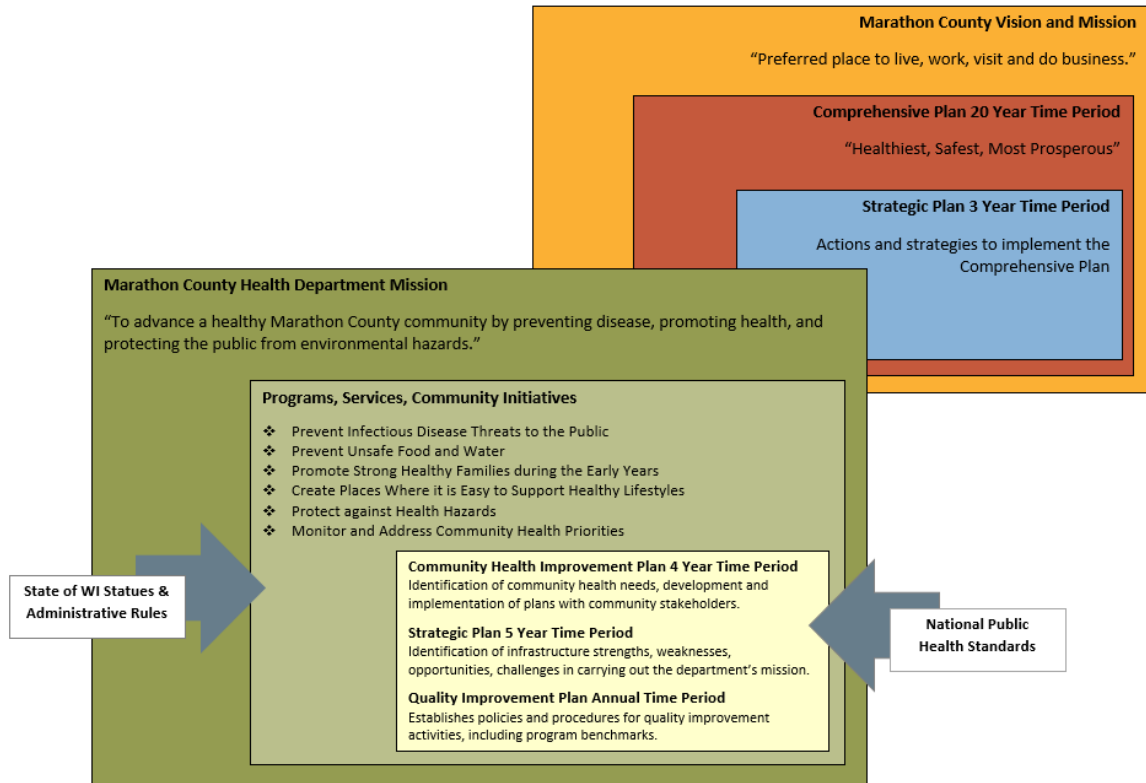 Marathon County Vision and Mission
“Preferred place to live, work, visit and do business.”
Comprehensive Plan 20 Year Time Period
“Healthiest, Safest, Most Prosperous”
Strategic Plan 3 Year Time Period
Actions and strategies to implement the
Comprehensive Plan
Marathon County Health Department Mission
“To advance a healthy Marathon County community by preventing disease, promoting health, and
protecting the public from environmental hazards.”
Programs, Services, Community Initiatives
❖ Prevent Infectious Disease Threats to the Public
❖ Prevent Unsafe Food and Water
❖ Promote Strong Healthy Families during the Early Years
❖ Create Places Where it is Easy to Support Healthy Lifestyles
❖ Protect against Health Hazards
❖ Monitor and Address Community Health Priorities
State of WI Statues &
Administrative Rules
Community Health Improvement Plan 4 Year Time Period
Identification of community health needs, development and
implementation of plans with community stakeholders.
Strategic Plan 5 Year Time Period
Identification of infrastructure strengths, weaknesses,
opportunities, challenges in carrying out the department’s mission.
Quality Improvement Plan Annual Time Period
Establishes policies and procedures for quality improvement
activities, including program benchmarks.
National Public
Health Standards